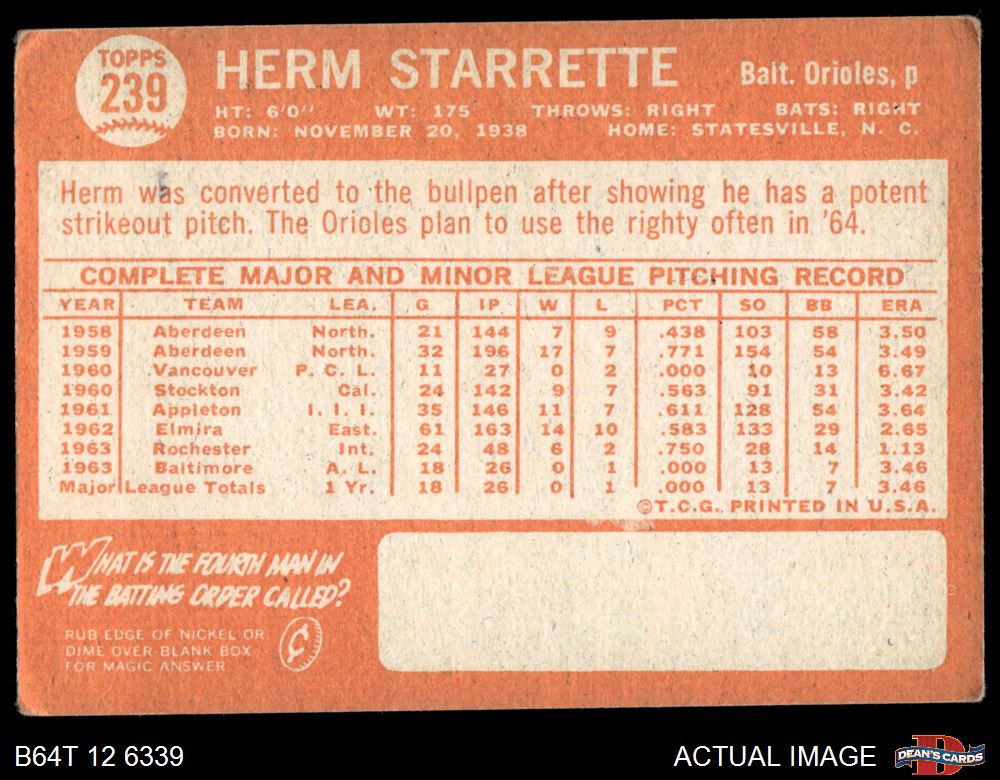 TOPPS
239
HERM STARRETTE Balt. Orioles, p
HT: 6'0" WT: 175 THROWS: RIGHT BATS: RIGHT
BORN: NOVEMBER 20, 1938 HOME: STATESVILLE, N. C.
Herm was converted to the bullpen after showing he has a potent
strikeout pitch. The Orioles plan to use the righty often in '64.
COMPLETE MAJOR AND MINOR LEAGUE PITCHING RECORD
YEAR TEAM LEA. G IP W L PCT SO BB ERA
1958 Aberdeen North. 21 144 7 9 .438 103 58 3.50
1959 Aberdeen North. 32 196 17 7 .771 154 54 3.49
1960 Vancouver P. C. L. 11 27 0 2 .000 10 13 6.67
1960 Stockton Cal. 24 142 9 7 .563 91 31 3.42
1961 Appleton I. I. I. 35 146 11 7 .611 128 54 3.64
1962 Elmira East. 61 163 14 10 .583 133 29 2.65
1963 Rochester Int. 24 48 6 2 .750 28 14 1.13
1963 Baltimore A. L. 18 26 0 1 .000 13 7 3.46
Major League Totals 1 Yr. 18 26 0 1 .000 13 7 3.46
©T.C.G. PRINTED IN U.S.A.
WHAT IS THE FOURTH MAN IN
THE BATTING ORDER CALLED?
RUB EDGE OF NICKEL OR
DIME OVER BLANK BOX
FOR MAGIC ANSWER
¢
B64T 12 6339 ACTUAL IMAGE DEAN'S CARDS